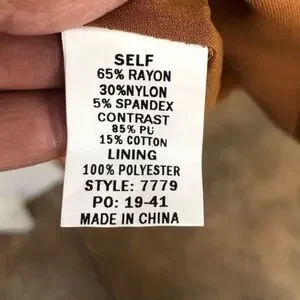 SELF
65% RAYON
30%NYLON
5% SPANDEX
CONTRAST
85% PU
15% COTTON
LINING
100% POLYESTER
STYLE: 7779
PO: 19-41
MADE IN CHINA